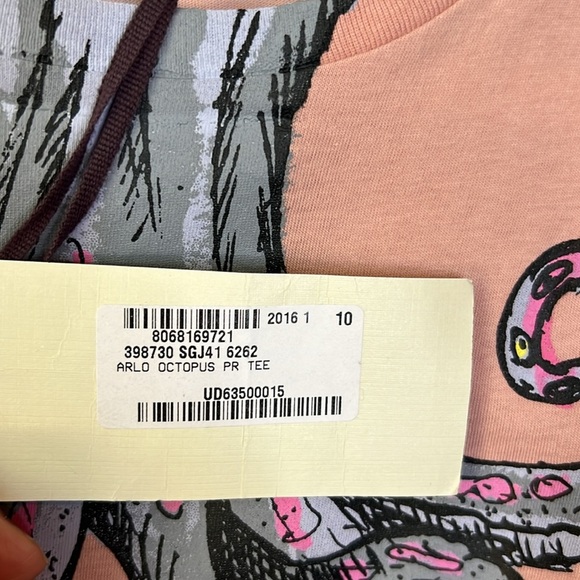 2016 1 10
8068169721
398730 SGJ41 6262
ARLO OCTOPUS PR TEE
UD63500015